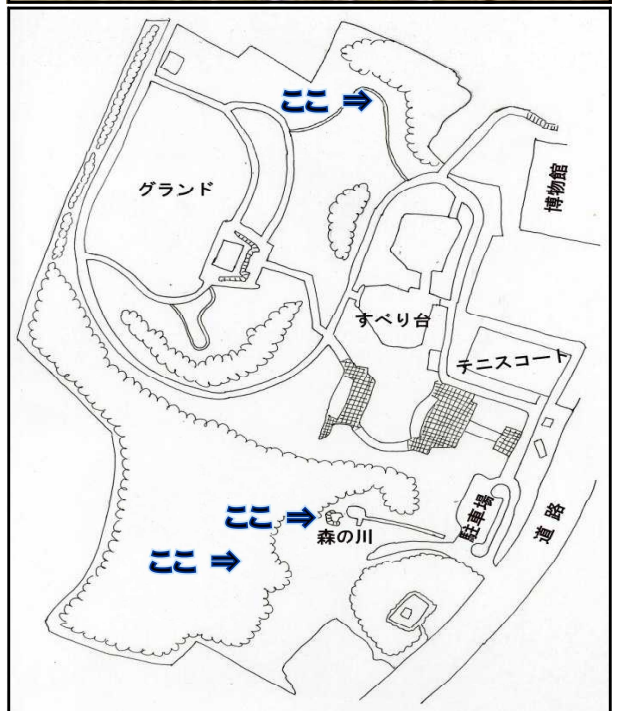 ここ ⇒
グランド
博物館
すべり台
テニスコート
ここ ⇒
森の川
駐車場
道路
ここ ⇒